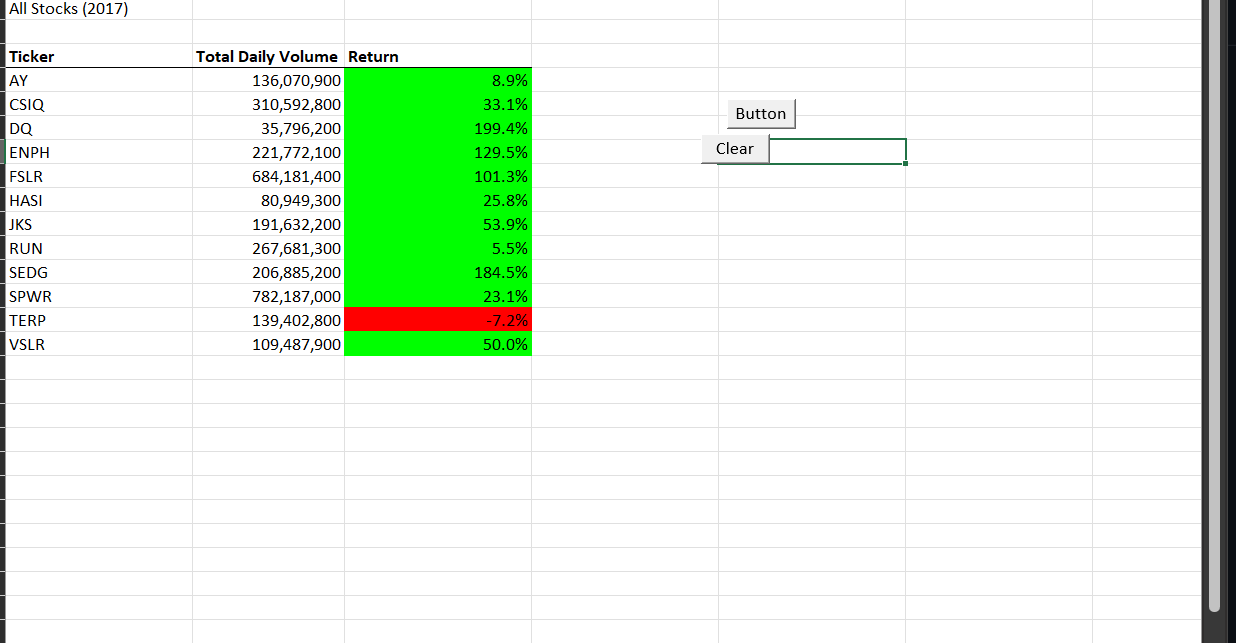 All Stocks (2017)
Ticker Total Daily Volume Return
AY 136,070,900 8.9%
CSIQ 310,592,800 33.1%
Button
DQ 35,796,200 199.4%
ENPH 221,772,100 129.5%
Clear
FSLR 684,181,400 101.3%
HASI 80,949,300 25.8%
JKS 191,632,200 53.9%
RUN 267,681,300 5.5%
SEDG 206,885,200 184.5%
SPWR 782,187,000 23.1%
TERP 139,402,800 -7.2%
VSLR 109,487,900 50.0%